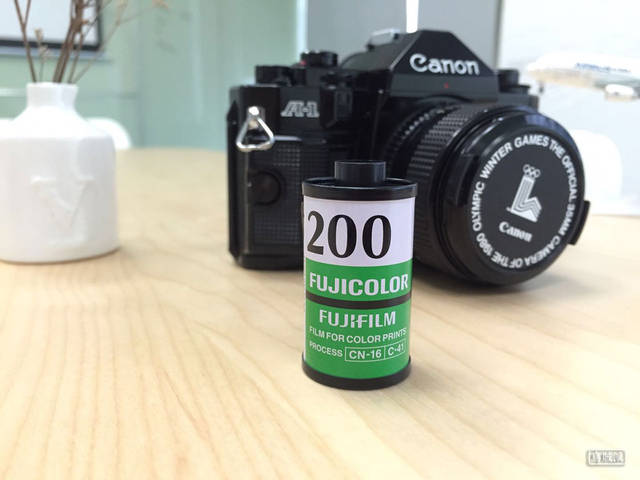 Canon
A-1
THE OFFICIAL 35MM CAMERA OF THE 1980 OLYMPIC WINTER GAMES
Canon
V
200
FUJICOLOR
FUJIFILM
FILM FOR COLOR PRINTS
PROCESS CN-16 C-41